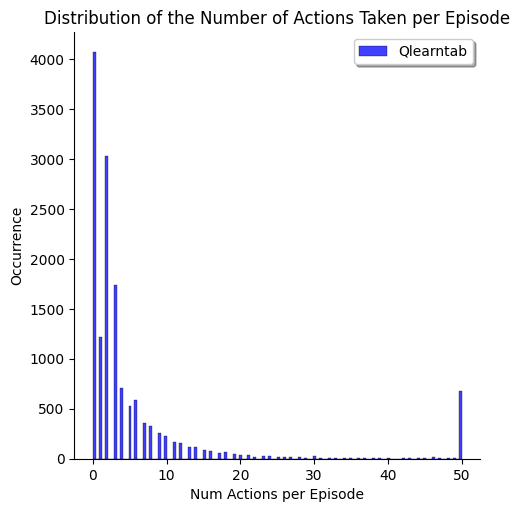 Distribution of the Number of Actions Taken per Episode
Qlearntab
4000
3500
3000
2500
2000
1500
1000
500
0
Occurrence
0 10 20 30 40 50
Num Actions per Episode